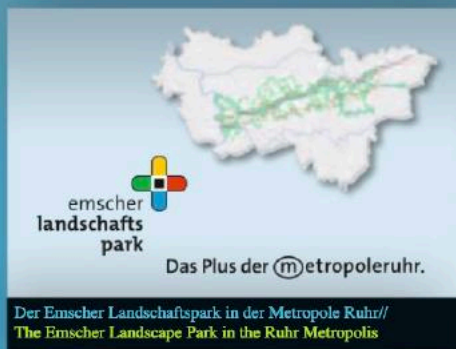 emscher
landschafts
park
Das Plus der metropoleruhr.
Der Emscher Landschaftspark in der Metropole Ruhr//
The Emscher Landscape Park in the Ruhr Metropolis